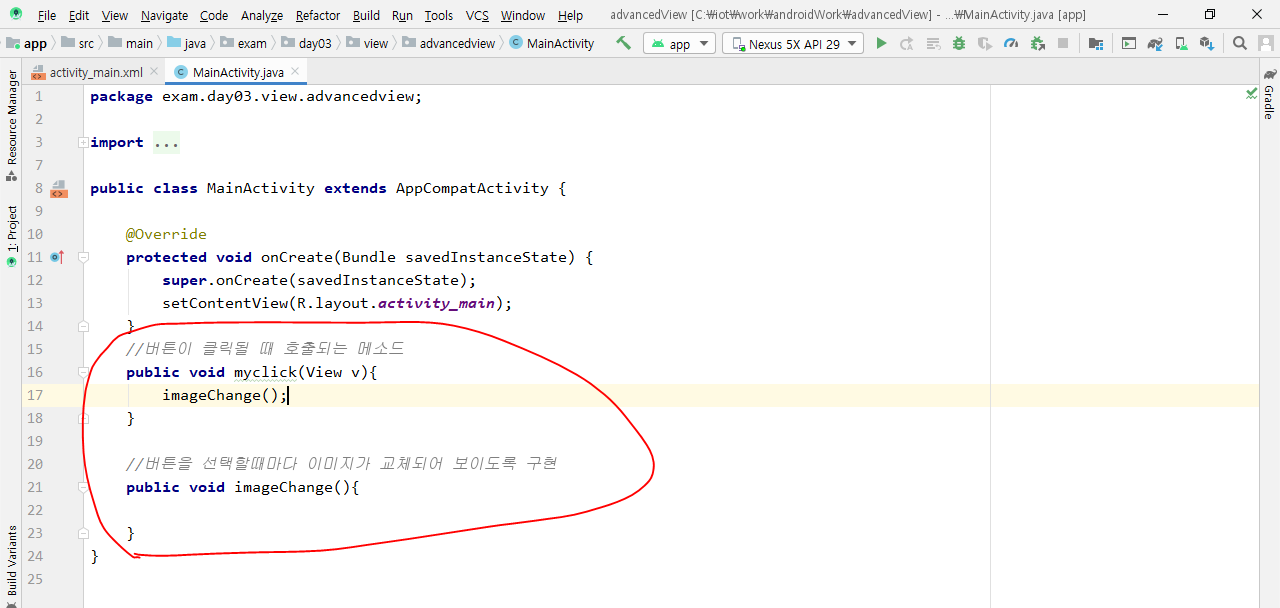 File Edit View Navigate Code Analyze Refactor Build Run Tools VCS Window Help advancedView [C:₩iot₩work₩androidWork₩advancedView] - ...₩MainActivity.java [app]
app src main java exam day03 view advancedview MainActivity app Nexus 5X API 29
activity_main.xml MainActivity.java
Resource Manager
1: Project
Build Variants
Gradle
1 package exam.day03.view.advancedview;
2
3 import ...
7
8 public class MainActivity extends AppCompatActivity {
9
10 @Override
11 protected void onCreate(Bundle savedInstanceState) {
12 super.onCreate(savedInstanceState);
13 setContentView(R.layout.activity_main);
14 }
15 //버튼이 클릭될 때 호출되는 메소드
16 public void myclick(View v){
17 imageChange();
18 }
19
20 //버튼을 선택할때마다 이미지가 교체되어 보이도록 구현
21 public void imageChange(){
22
23 }
24 }
25